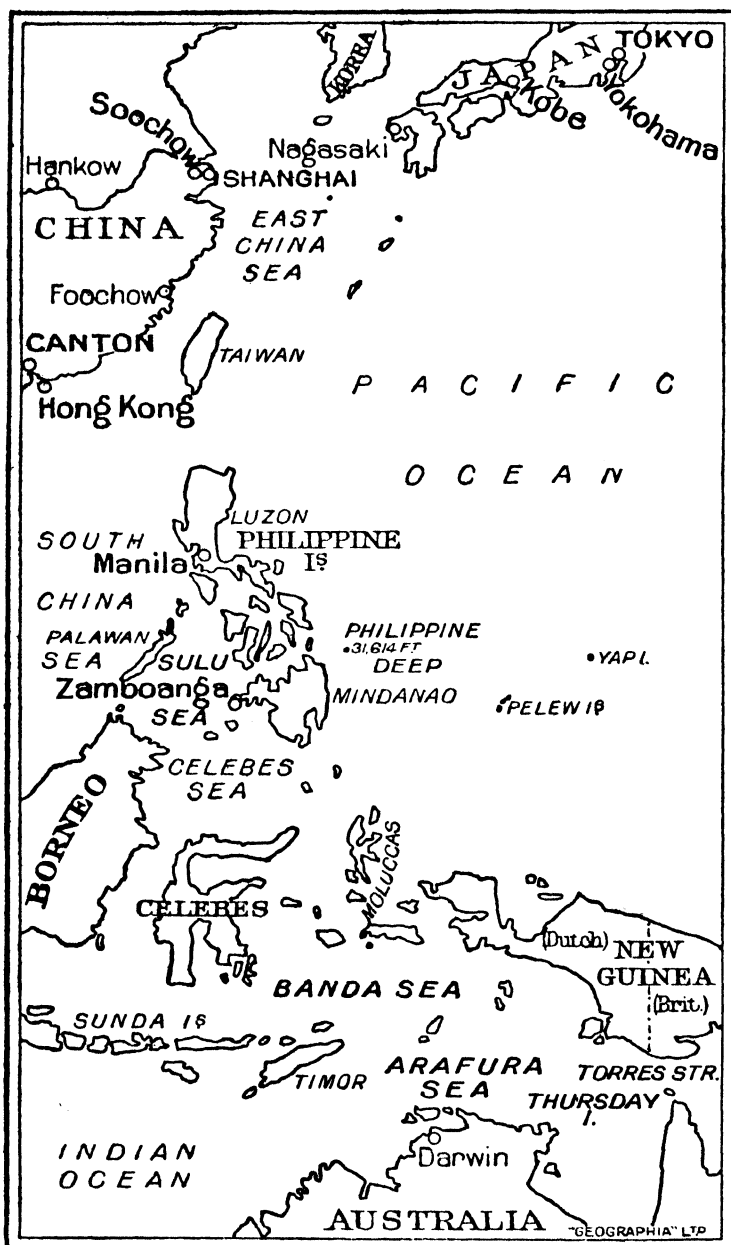 KOREA
JAPAN
TOKYO
Yokohama
Kobe
Nagasaki
Soochow
SHANGHAI
Hankow
CHINA
EAST
CHINA
SEA
Foochow
CANTON
Hong Kong
TAIWAN
PACIFIC
OCEAN
LUZON
PHILIPPINE
Is.
SOUTH
CHINA
SEA
Manila
PALAWAN
SULU
SEA
Zamboanga
MINDANAO
PHILIPPINE
31,614 FT
DEEP
YAP I.
PELEW Is
CELEBES
SEA
BORNEO
CELEBES
MOLUCCAS
(Dutch)
NEW
GUINEA
(Brit.)
BANDA SEA
SUNDA Is
TIMOR
ARAFURA
SEA
TORRES STR.
THURSDAY
I.
INDIAN
OCEAN
Darwin
AUSTRALIA
"GEOGRAPHIA" LTD